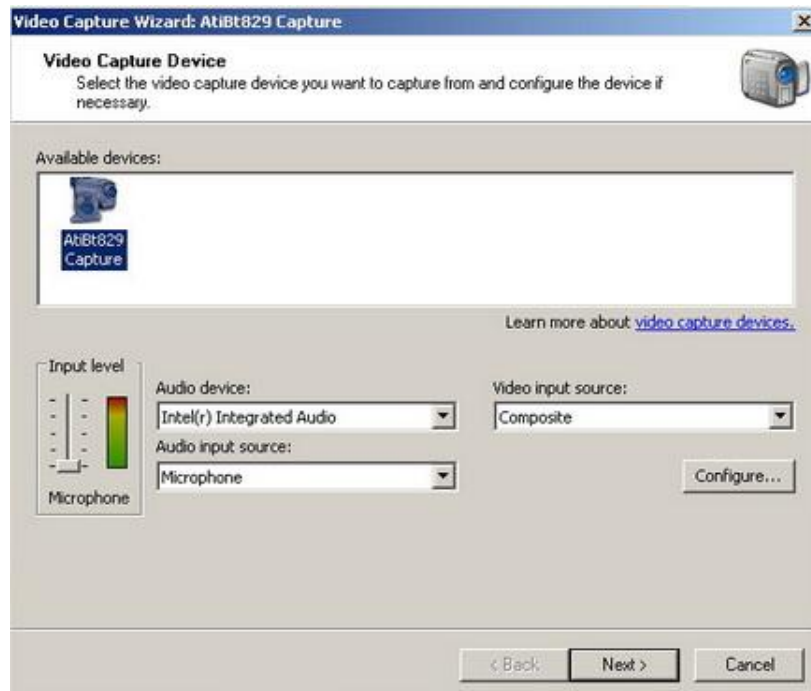 Video Capture Wizard: AtiBt829 Capture
Video Capture Device
Select the video capture device you want to capture from and configure the device if
necessary.
Available devices:
AtiBt829
Capture
Learn more about video capture devices.
Input level
Microphone
Audio device:
Intel(r) Integrated Audio
Audio input source:
Microphone
Video input source:
Composite
Configure...
< Back
Next >
Cancel